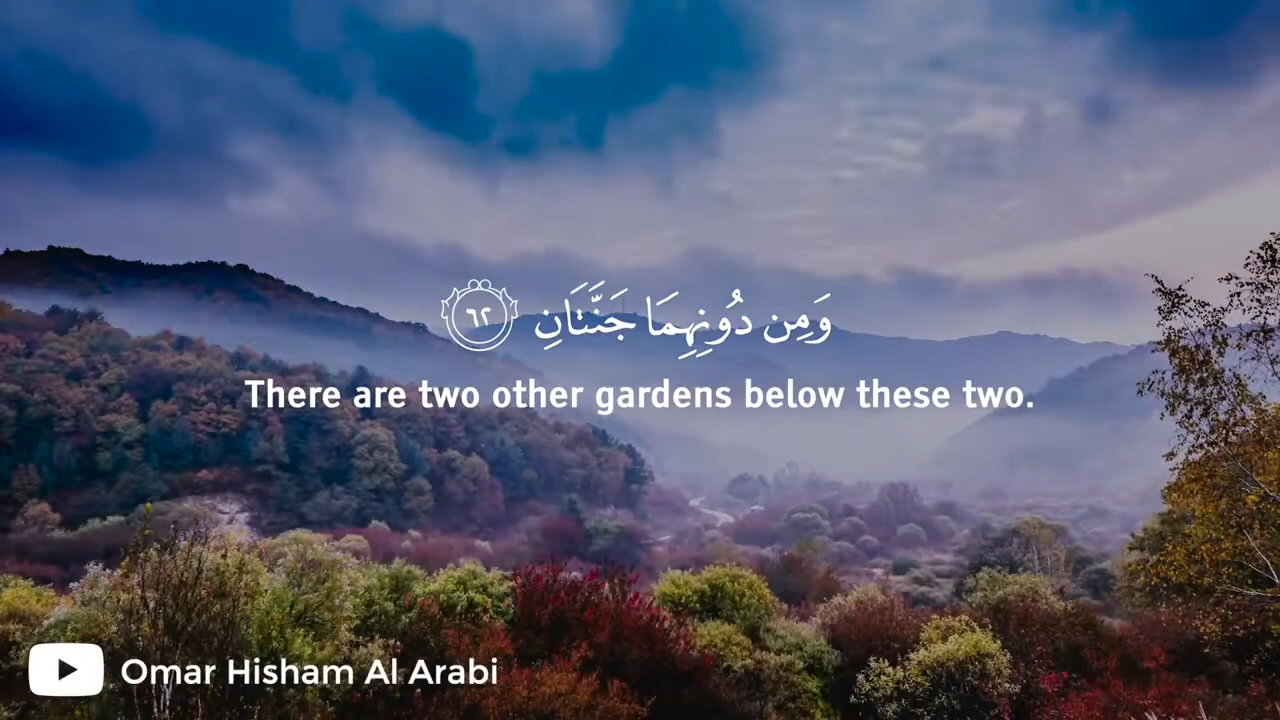 وَمِن دُونِهِمَا جَنَّتَانِ ٦٢
There are two other gardens below these two.
Omar Hisham Al Arabi